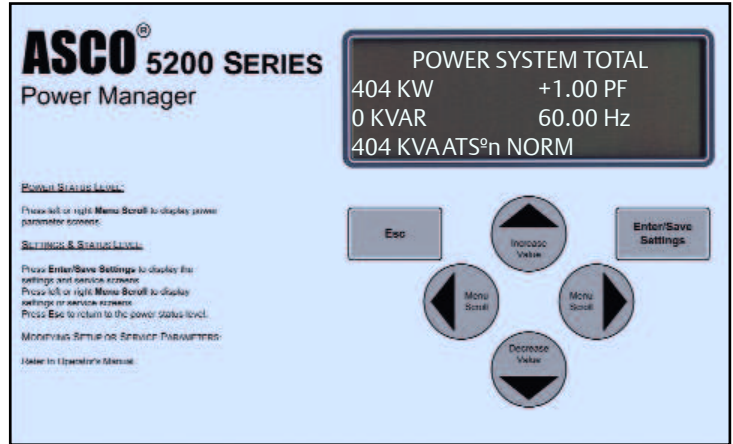 ASCO® 5200 SERIES
Power Manager
POWER SYSTEM TOTAL
404 KW +1.00 PF
0 KVAR 60.00 Hz
404 KVAATSºn NORM
POWER STATUS LEVEL:
Press left or right Menu Scroll to display power
parameter screens.
SETTINGS & STATUS LEVEL:
Press Enter/Save Settings to display the
settings and service screens
Press left or right Menu Scroll to display
settings or service screens
Press Esc to return to the power status level.
MODIFYING SETUP OR SERVICE PARAMETERS:
Refer to Operator's Manual
Esc
Increase
Value
Enter/Save
Settings
Menu
Scroll
Menu
Scroll
Decrease
Value